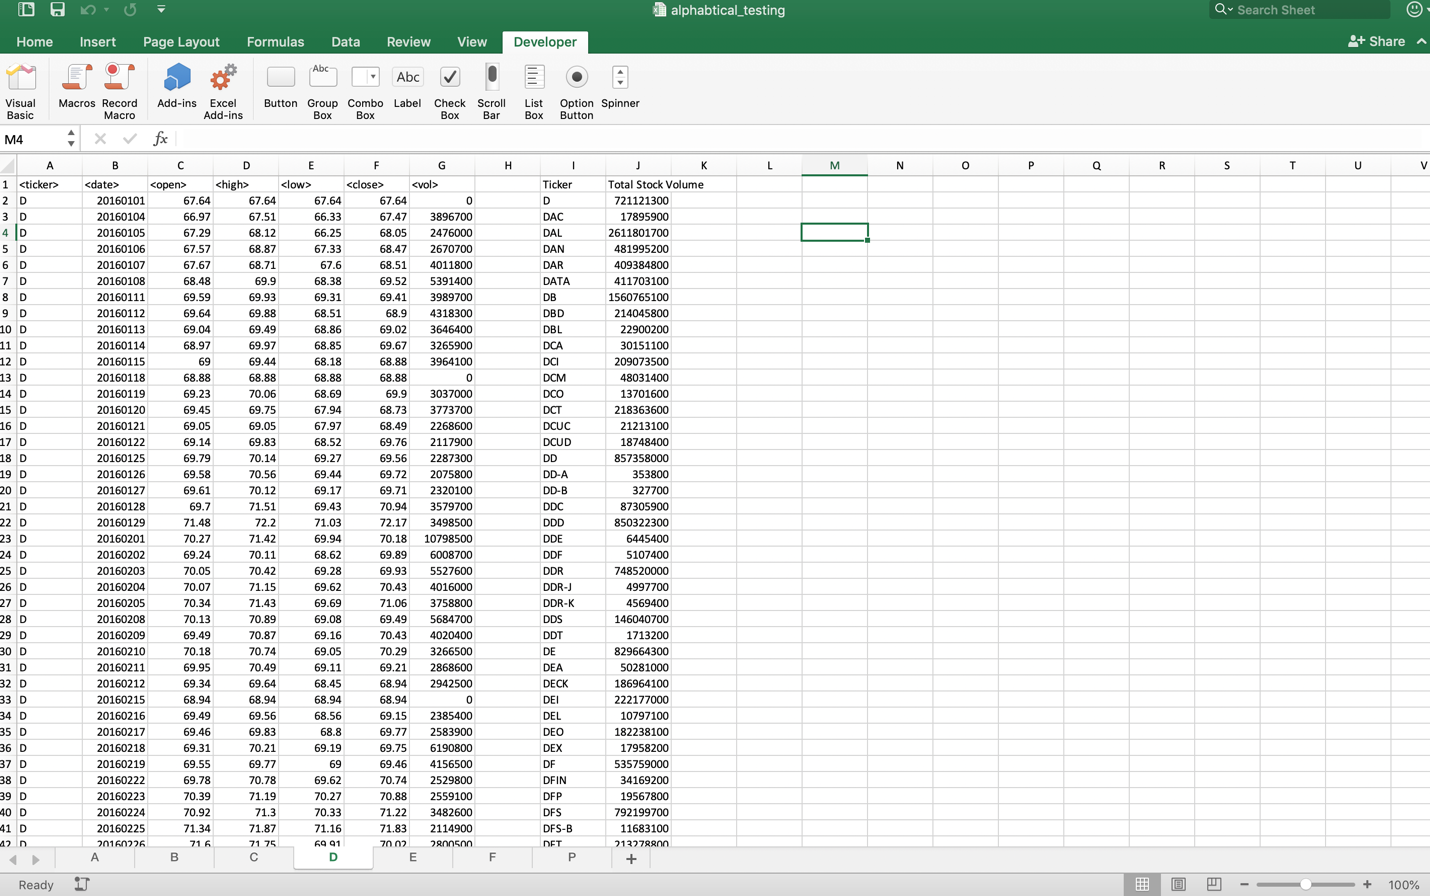 alphabtical_testing
Search Sheet
Home Insert Page Layout Formulas Data Review View Developer Share
Visual Basic Macros Record Macro Add-ins Excel Add-ins Button Abc Group Box Combo Box Abc Label Check Box Scroll Bar List Box Option Button Spinner
M4 fx
A B C D E F G H I J K L M N O P Q R S T U V
1 <ticker> <date> <open> <high> <low> <close> <vol> Ticker Total Stock Volume
2 D 20160101 67.64 67.64 67.64 67.64 0 D 721121300
3 D 20160104 66.97 67.51 66.33 67.47 3896700 DAC 17895900
4 D 20160105 67.29 68.12 66.25 68.05 2476000 DAL 2611801700
5 D 20160106 67.57 68.87 67.33 68.47 2670700 DAN 481995200
6 D 20160107 67.67 68.71 67.6 68.51 4011800 DAR 409384800
7 D 20160108 68.48 69.9 68.38 69.52 5391400 DATA 411703100
8 D 20160111 69.59 69.93 69.31 69.41 3989700 DB 1560765100
9 D 20160112 69.64 69.88 68.51 68.9 4318300 DBD 214045800
10 D 20160113 69.04 69.49 68.86 69.02 3646400 DBL 22900200
11 D 20160114 68.97 69.97 68.85 69.67 3265900 DCA 30151100
12 D 20160115 69 69.44 68.18 68.88 3964100 DCI 209073500
13 D 20160118 68.88 68.88 68.88 68.88 0 DCM 48031400
14 D 20160119 69.23 70.06 68.69 69.9 3037000 DCO 13701600
15 D 20160120 69.45 69.75 67.94 68.73 3773700 DCT 218363600
16 D 20160121 69.05 69.05 67.97 68.49 2268600 DCUC 21213100
17 D 20160122 69.14 69.83 68.52 69.76 2117900 DCUD 18748400
18 D 20160125 69.79 70.14 69.27 69.56 2287300 DD 857358000
19 D 20160126 69.58 70.56 69.44 69.72 2075800 DD-A 353800
20 D 20160127 69.61 70.12 69.17 69.71 2320100 DD-B 327700
21 D 20160128 69.7 71.51 69.43 70.94 3579700 DDC 87305900
22 D 20160129 71.48 72.2 71.03 72.17 3498500 DDD 850322300
23 D 20160201 70.27 71.42 69.94 70.18 10798500 DDE 6445400
24 D 20160202 69.24 70.11 68.62 69.89 6008700 DDF 5107400
25 D 20160203 70.05 70.42 69.28 69.93 5527600 DDR 748520000
26 D 20160204 70.07 71.15 69.62 70.43 4016000 DDR-J 4997700
27 D 20160205 70.34 71.43 69.69 71.06 3758800 DDR-K 4569400
28 D 20160208 70.13 70.89 69.08 69.49 5684700 DDS 146040700
29 D 20160209 69.49 70.87 69.16 70.43 4020400 DDT 1713200
30 D 20160210 70.18 70.74 69.05 70.29 3266500 DE 829664300
31 D 20160211 69.95 70.49 69.11 69.21 2868600 DEA 50281000
32 D 20160212 69.34 69.64 68.45 68.94 2942500 DECK 186964100
33 D 20160215 68.94 68.94 68.94 68.94 0 DEI 222177000
34 D 20160216 69.49 69.56 68.56 69.15 2385400 DEL 10797100
35 D 20160217 69.46 69.83 68.8 69.77 2583900 DEO 182238100
36 D 20160218 69.31 70.21 69.19 69.75 6190800 DEX 17958200
37 D 20160219 69.55 69.77 69 69.46 4156500 DF 535759000
38 D 20160222 69.78 70.78 69.62 70.74 2529800 DFIN 34169200
39 D 20160223 70.39 71.19 70.27 70.88 2559100 DFP 19567800
40 D 20160224 70.92 71.3 70.33 71.22 3482600 DFS 792199700
41 D 20160225 71.34 71.87 71.16 71.83 2114900 DFS-B 11683100
42 D 20160226 71.6 71.75 69.91 70.02 2800500 DFT 213278800
A B C D E F P
Ready 100%